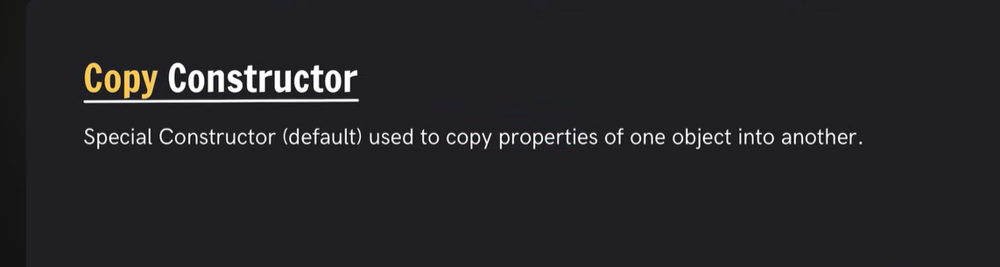 Copy Constructor
Special Constructor (default) used to copy properties of one object into another.